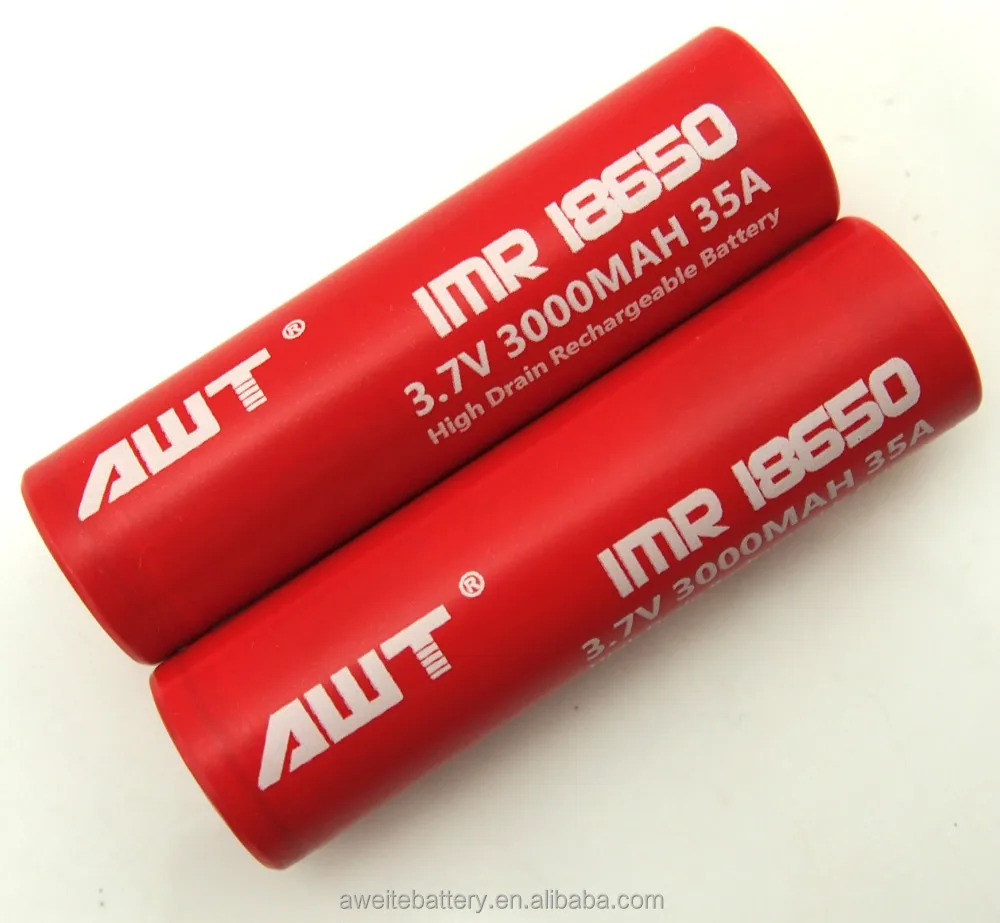 AWT®
IMR 18650
3.7V 3000MAH 35A
High Drain Rechargeable Battery
AWT®
IMR 18650
3.7V 3000MAH 35A
aweitebattery.en.alibaba.com